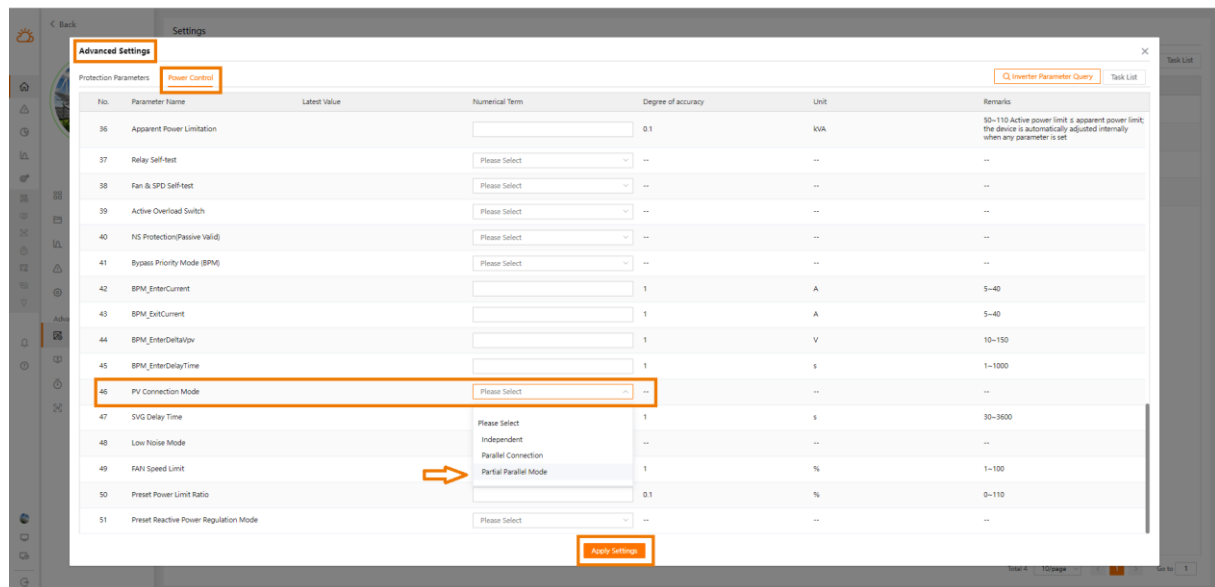 < Back
Settings
Advanced Settings
Task List
Protection Parameters Power Control Inverter Parameter Query Task List
No. Parameter Name Latest Value Numerical Term Degree of accuracy Unit Remarks
36 Apparent Power Limitation 0.1 kVA 50~110 Active power limit ≤ apparent power limit;
the device is automatically adjusted internally
when any parameter is set
37 Relay Self-test Please Select -- -- --
38 Fan & SPD Self-test Please Select -- -- --
39 Active Overload Switch Please Select -- -- --
40 NS Protection(Passive Valid) Please Select -- -- --
41 Bypass Priority Mode (BPM) Please Select -- -- --
42 BPM_EnterCurrent 1 A 5~40
43 BPM_ExitCurrent 1 A 5~40
44 BPM_EnterDeltaVpv 1 V 10~150
45 BPM_EnterDelayTime 1 s 1~1000
46 PV Connection Mode Please Select -- -- --
47 SVG Delay Time 1 s 30~3600
Please Select
Independent
48 Low Noise Mode -- -- --
Parallel Connection
49 FAN Speed Limit 1 % 1~100
Partial Parallel Mode
50 Preset Power Limit Ratio 0.1 % 0~110
51 Preset Reactive Power Regulation Mode Please Select -- -- --
Apply Settings
Total 4 10/page 1 Go to 1